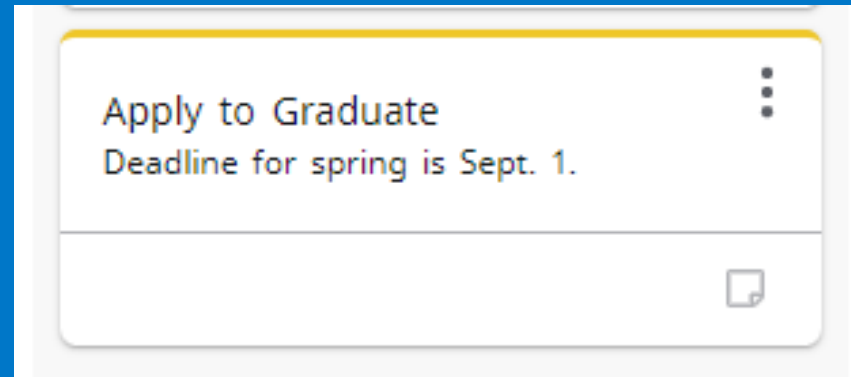 Apply to Graduate
Deadline for spring is Sept. 1.